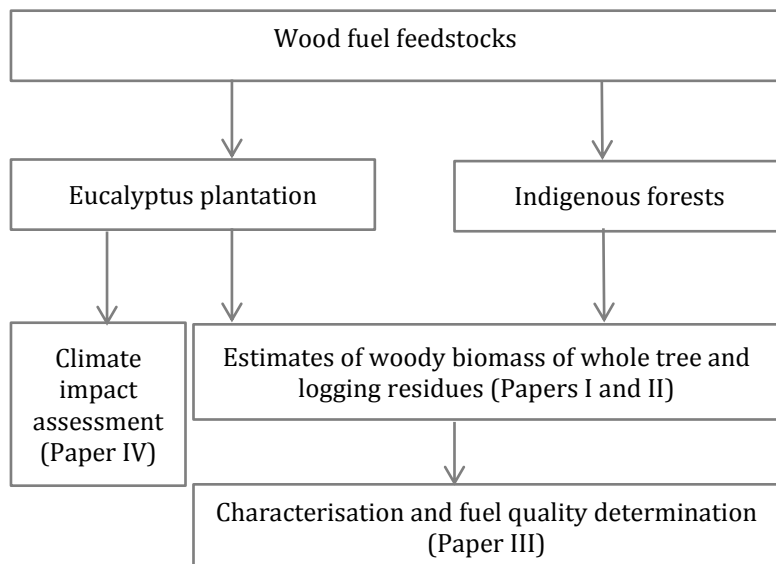 Wood fuel feedstocks
Eucalyptus plantation
Indigenous forests
Climate
impact
assessment
(Paper IV)
Estimates of woody biomass of whole tree and
logging residues (Papers I and II)
Characterisation and fuel quality determination
(Paper III)